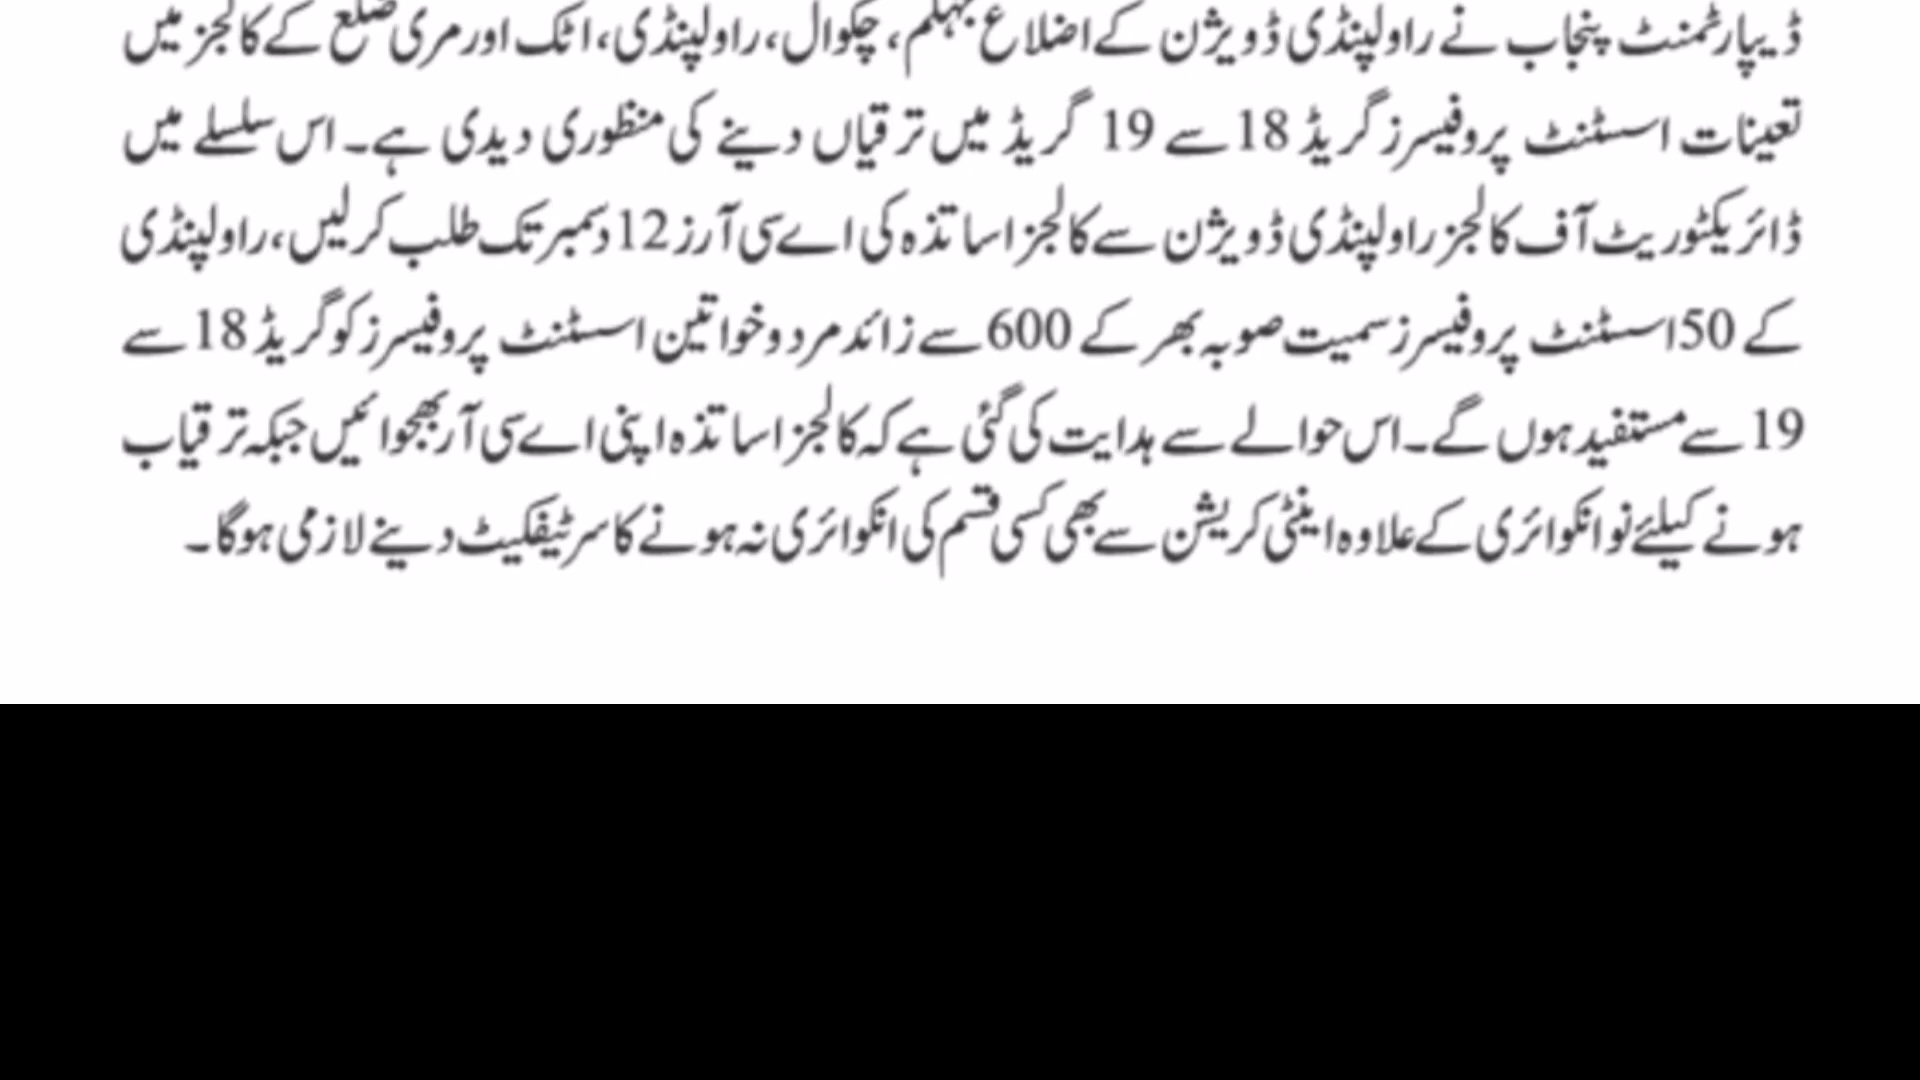 ڈیپارٹمنٹ پنجاب نے راولپنڈی ڈویژن کے اضلاع جہلم، چکوال، راولپنڈی، اٹک اور مری ضلع کے کالجز میں
تعینات اسسٹنٹ پروفیسرز گریڈ 18 سے 19 گریڈ میں ترقیاں دینے کی منظوری دیدی ہے۔ اس سلسلے میں
ڈائریکٹوریٹ آف کالجز راولپنڈی ڈویژن سے کالجز اساتذہ کی اے سی آرز 12 دسمبر تک طلب کر لیں، راولپنڈی
کے 50 اسسٹنٹ پروفیسرز سمیت صوبہ بھر کے 600 سے زائد مرد و خواتین اسسٹنٹ پروفیسرز کو گریڈ 18 سے
19 سے مستفید ہوں گے۔ اس حوالے سے ہدایت کی گئی ہے کہ کالجز اساتذہ اپنی اے سی آر بھجوائیں جبکہ ترقیاب
ہونے کیلئے نو انکوائری کے علاوہ اینٹی کرپشن سے بھی کسی قسم کی انکوائری نہ ہونے کا سرٹیفکیٹ دینے لازمی ہوگا۔